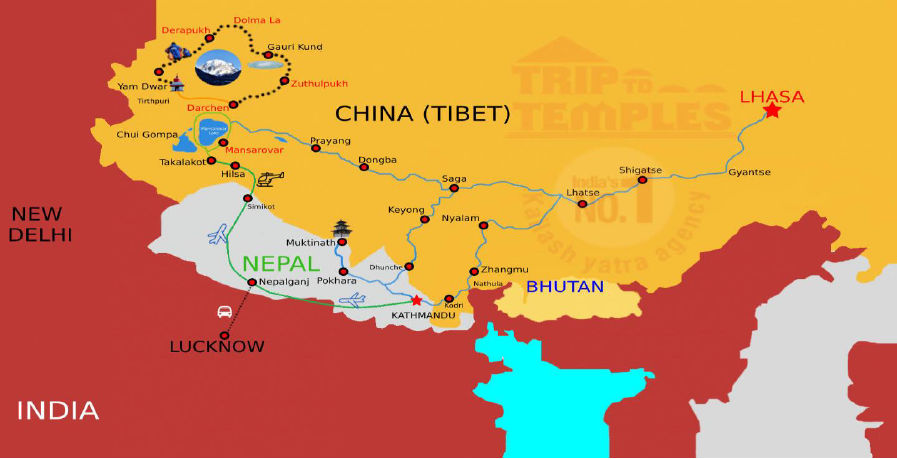 Dolma La
Derapukh
Gauri Kund
Yam Dwar
Zuthulpukh
Tirthpuri
Darchen
TRIP TO
TEMPLES
LHASA
CHINA (TIBET)
Chui Gompa
Mansarovar
Prayang
Takalakot
Dongba
Hilsa
Saga
Shigatse
Gyantse
India's
NO. 1
Kailash yatra agency
Lhatse
Simikot
Keyong
Nyalam
NEW
DELHI
Muktinath
NEPAL
Dhunche
Zhangmu
Nepalganj
Pokhara
Nathula
BHUTAN
Kodri
KATHMANDU
LUCKNOW
INDIA